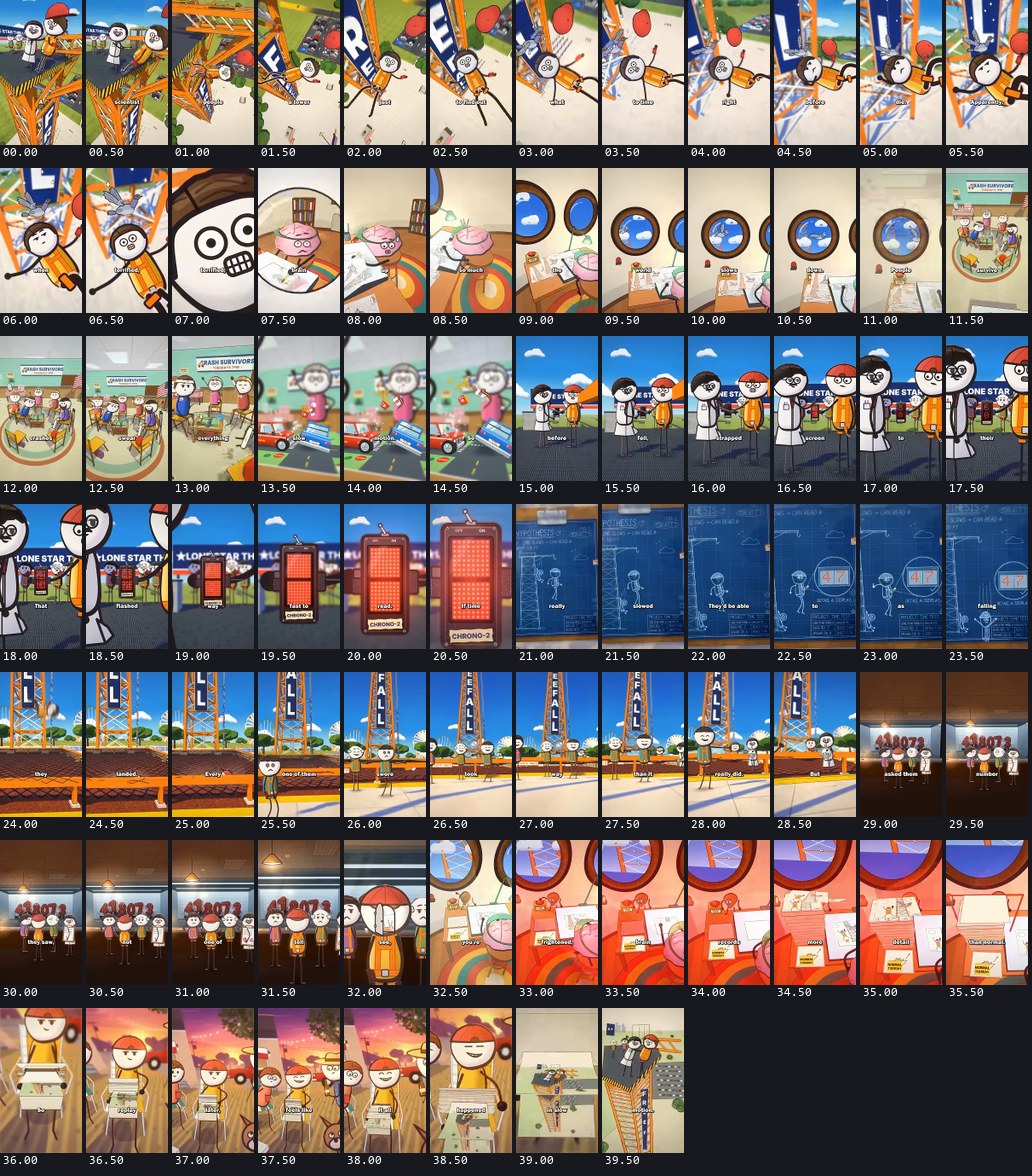 A
scientist
people
a tower
just
to find out
what
to time
right
before
die.
Apparently,
00.00 00.50 01.00 01.50 02.00 02.50 03.00 03.50 04.00 04.50 05.00 05.50
when
terrified,
terrified,
brain
up
so much
the
world
slows
down.
People
CRASH SURVIVORS
survive
06.00 06.50 07.00 07.50 08.00 08.50 09.00 09.50 10.00 10.50 11.00 11.50
crashes
swear
everything
slow
motion.
So
before
fell,
strapped
screen
to
their
12.00 12.50 13.00 13.50 14.00 14.50 15.00 15.50 16.00 16.50 17.00 17.50
LONE STAR TH
That
flashed
way
fast to
read.
If time
CHRONO-2
really
slowed
They'd be able
to
as
falling
47
18.00 18.50 19.00 19.50 20.00 20.50 21.00 21.50 22.00 22.50 23.00 23.50
they
landed.
Every
one of them
swore
took
way
than it
really did.
But
asked them
number
24.00 24.50 25.00 25.50 26.00 26.50 27.00 27.50 28.00 28.50 29.00 29.50
they saw,
not
one of
tell
see.
you're
frightened,
brain
records
more
detail
than normal.
NORMAL TUESDAY
30.00 30.50 31.00 31.50 32.00 32.50 33.00 33.50 34.00 34.50 35.00 35.50
So
replay
later,
feels like
it all
happened
in slow
motion.
36.00 36.50 37.00 37.50 38.00 38.50 39.00 39.50